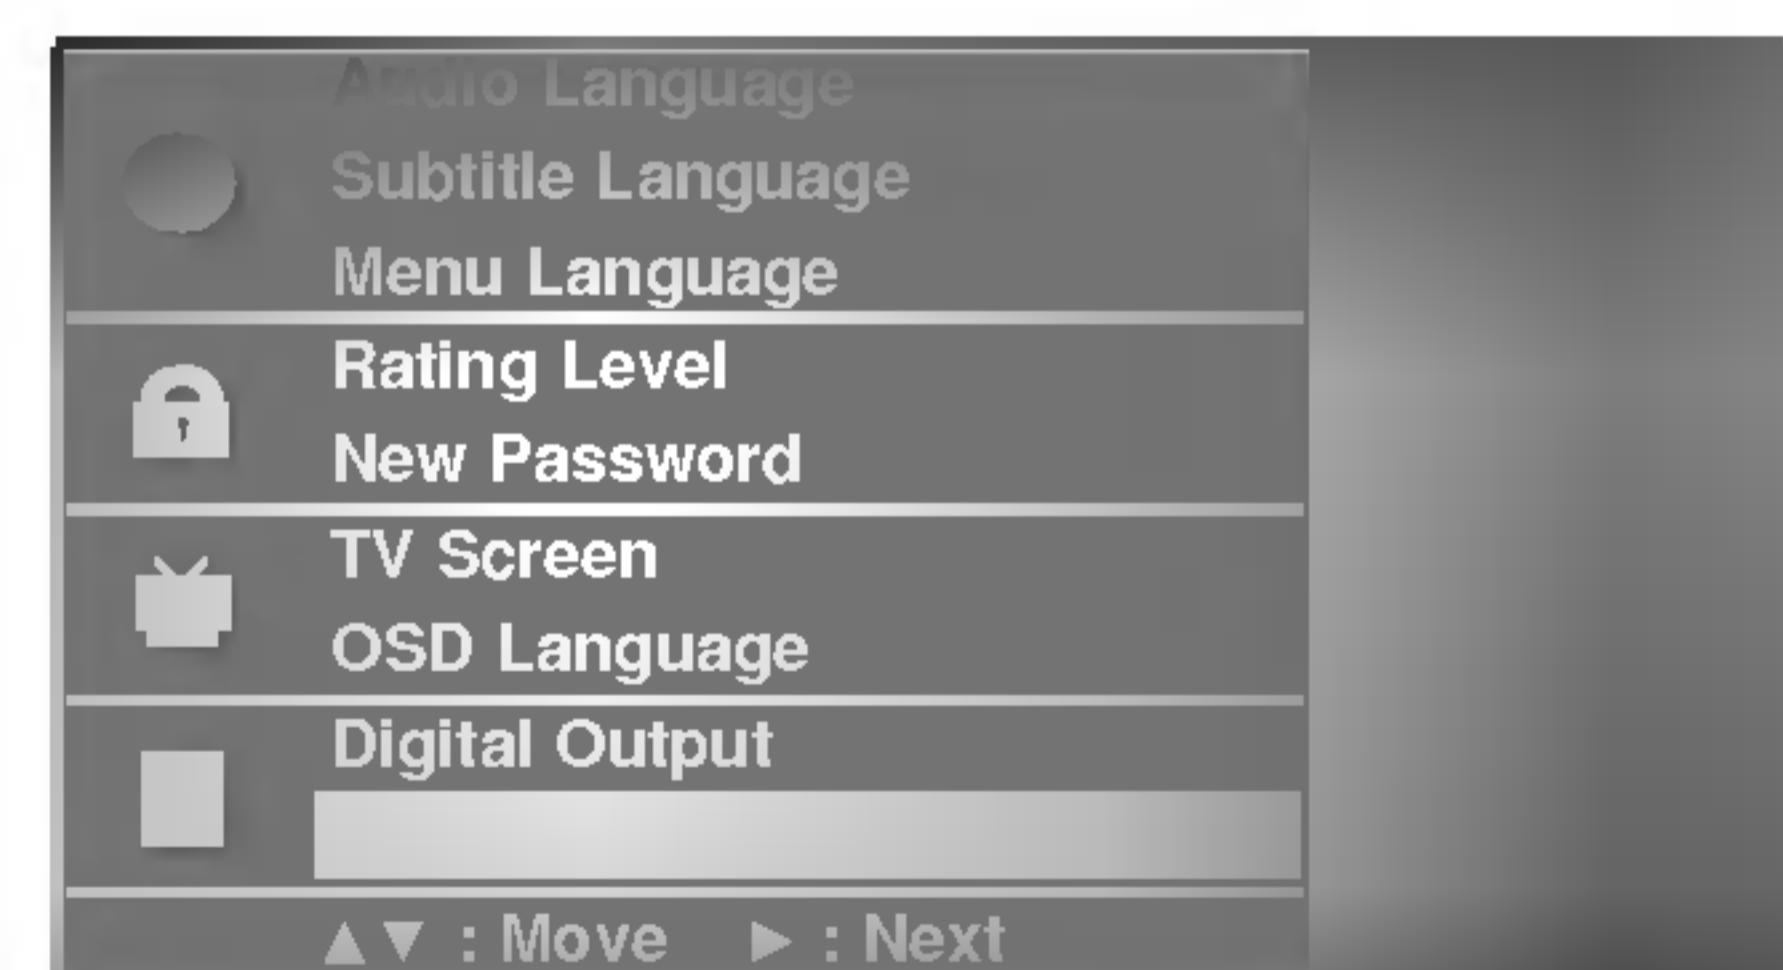 Audio Language
Subtitle Language
Menu Language
Rating Level
New Password
TV Screen
OSD Language
Digital Output
▲▼ : Move ► : Next